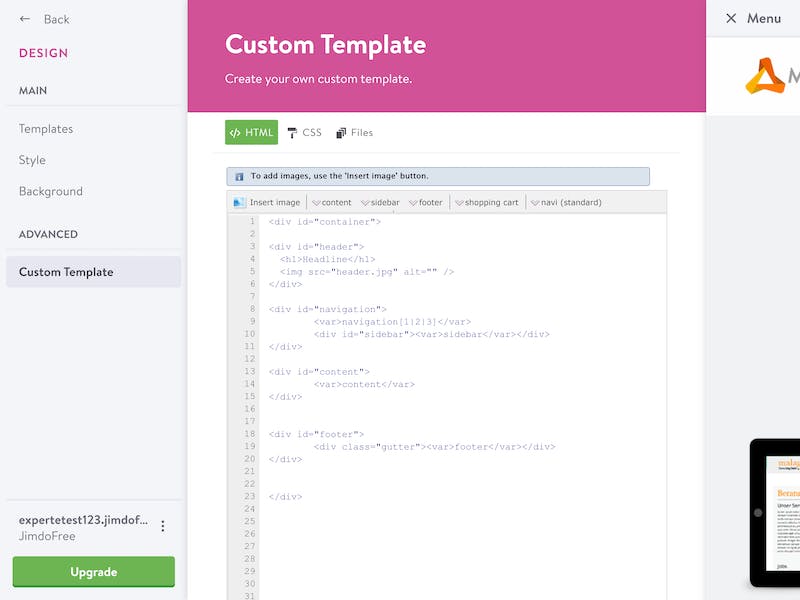 Back
DESIGN
MAIN
Templates
Style
Background
ADVANCED
Custom Template
expertetest123.jimdof...
JimdoFree
Upgrade
Custom Template
Create your own custom template.
</> HTML CSS Files
To add images, use the 'Insert image' button.
Insert image content sidebar footer shopping cart navi (standard)
1 <div id="container">
2
3 <div id="header">
4 <h1>Headline</h1>
5 <img src="header.jpg" alt="" />
6 </div>
7
8 <div id="navigation">
9 <var>navigation[1|2|3]</var>
10 <div id="sidebar"><var>sidebar</var></div>
11 </div>
12
13 <div id="content">
14 <var>content</var>
15 </div>
16
17
18 <div id="footer">
19 <div class="gutter"><var>footer</var></div>
20 </div>
21
22
23 </div>
24
25
26
27
28
29
30
31
Menu
M
Unser Ser
Jobs